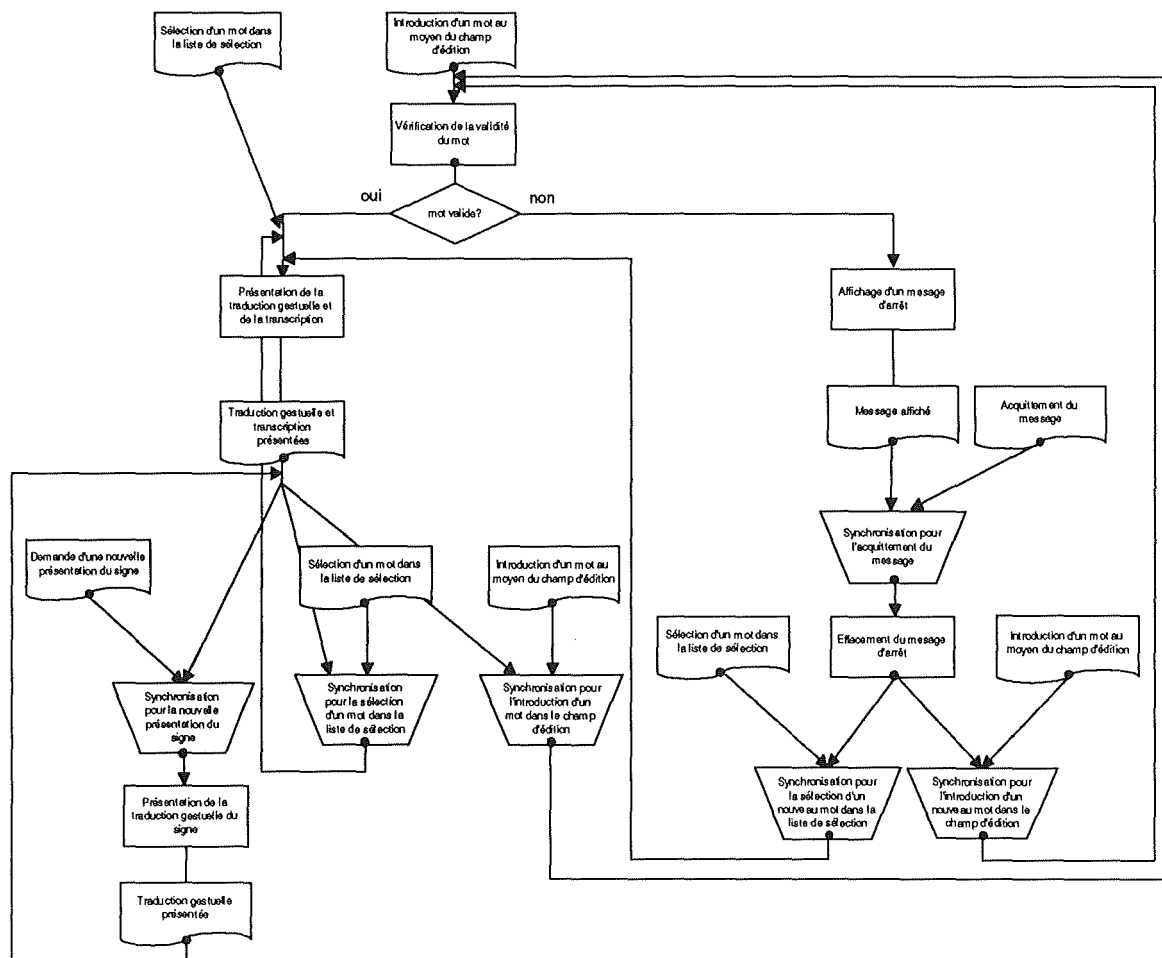 Sélection d'un mot dans
la liste de sélection
Introduction d'un mot au
moyen du champ
d'édition
Vérification de la validité
du mot
oui
mot valide?
non
Présentation de la
traduction gestuelle et
de la transcription
Affichage d'un message
d'arrêt
Traduction gestuelle et
transcription
présentées
Message affiché
Acquittement du
message
Synchronisation pour
l'acquittement du
message
Demande d'une nouvelle
présentation du signe
Sélection d'un mot dans
la liste de sélection
Introduction d'un mot au
moyen du champ d'édition
Sélection d'un mot dans
la liste de sélection
Effacement du mesage
d'arrêt
Introduction d'un mot au
moyen du champ d'édition
Synchronisation
pour la nouvelle
présentation du
signe
Synchronisation
pour la sélection
d'un mot dans la
liste de sélection
Synchronisation pour
l'introduction d'un
mot dans le champ
d'édition
Synchronisation pour
la sélection d'un
nouveau mot dans la
liste de sélection
Synchronisation pour
l'introduction d'un
nouveau mot dans le
champ d'édition
Présentation de la
traduction gestuelle du
signe
Traduction gestuelle
présentée